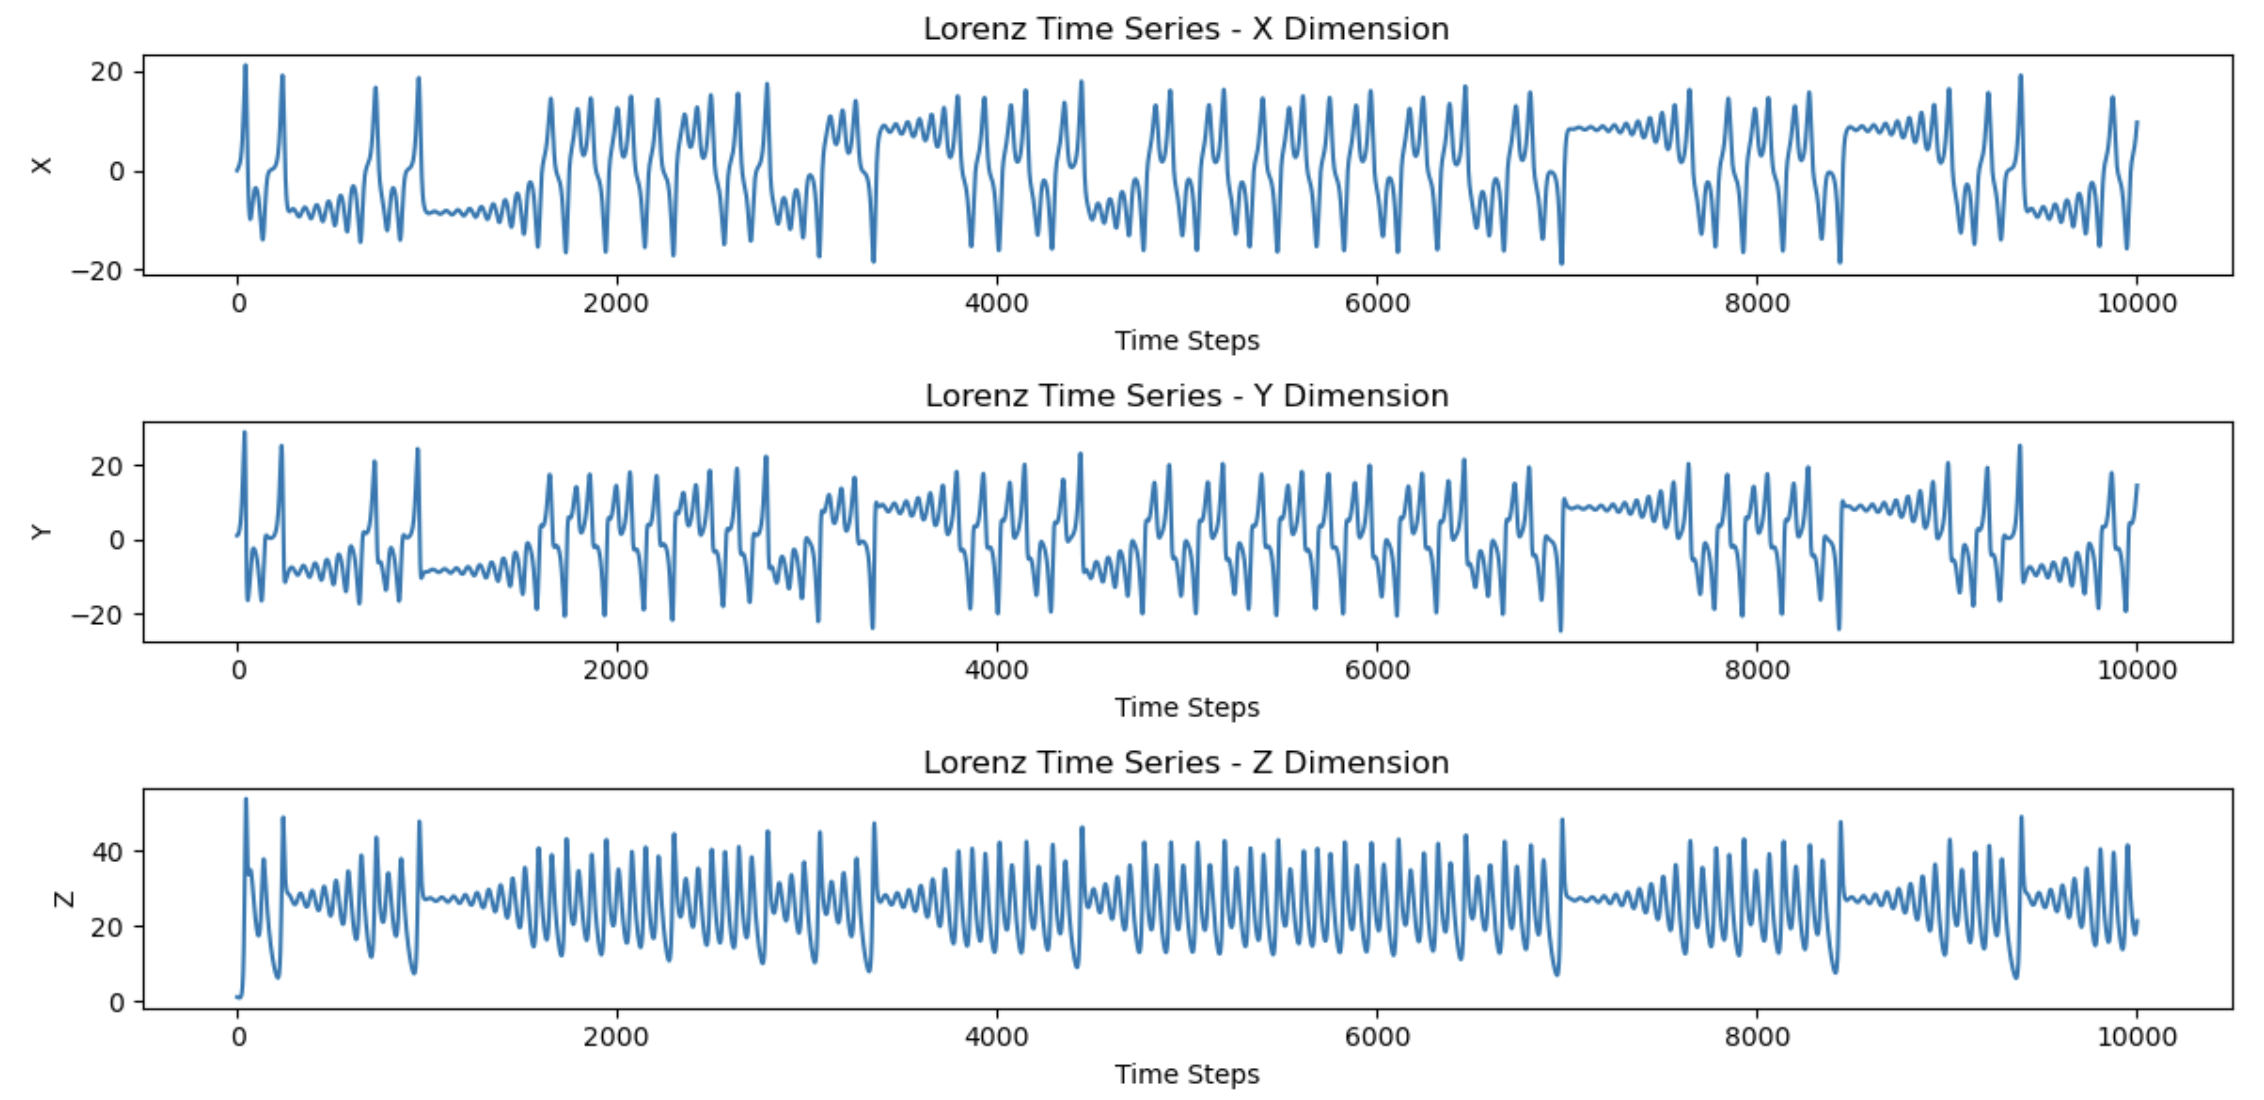 Lorenz Time Series - X Dimension
20
0
−20
X
0 2000 4000 6000 8000 10000
Time Steps
Lorenz Time Series - Y Dimension
20
0
−20
Y
0 2000 4000 6000 8000 10000
Time Steps
Lorenz Time Series - Z Dimension
40
20
0
Z
0 2000 4000 6000 8000 10000
Time Steps